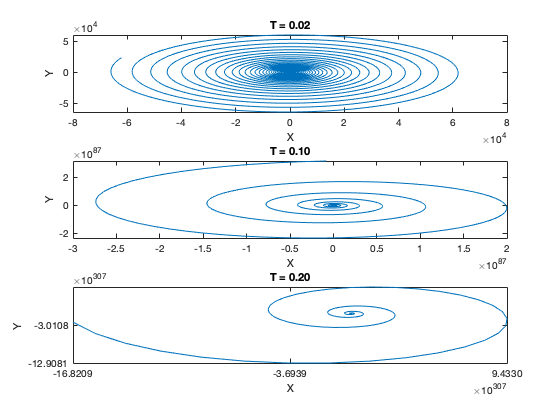 T = 0.02
×10^4
5
0
-5
Y
-8 -6 -4 -2 0 2 4 6 8
X
×10^4
T = 0.10
×10^87
2
0
-2
Y
-3 -2.5 -2 -1.5 -1 -0.5 0 0.5 1 1.5 2
X
×10^87
T = 0.20
×10^307
-3.0108
-12.9081
Y
-16.8209 -3.6939 9.4330
X
×10^307